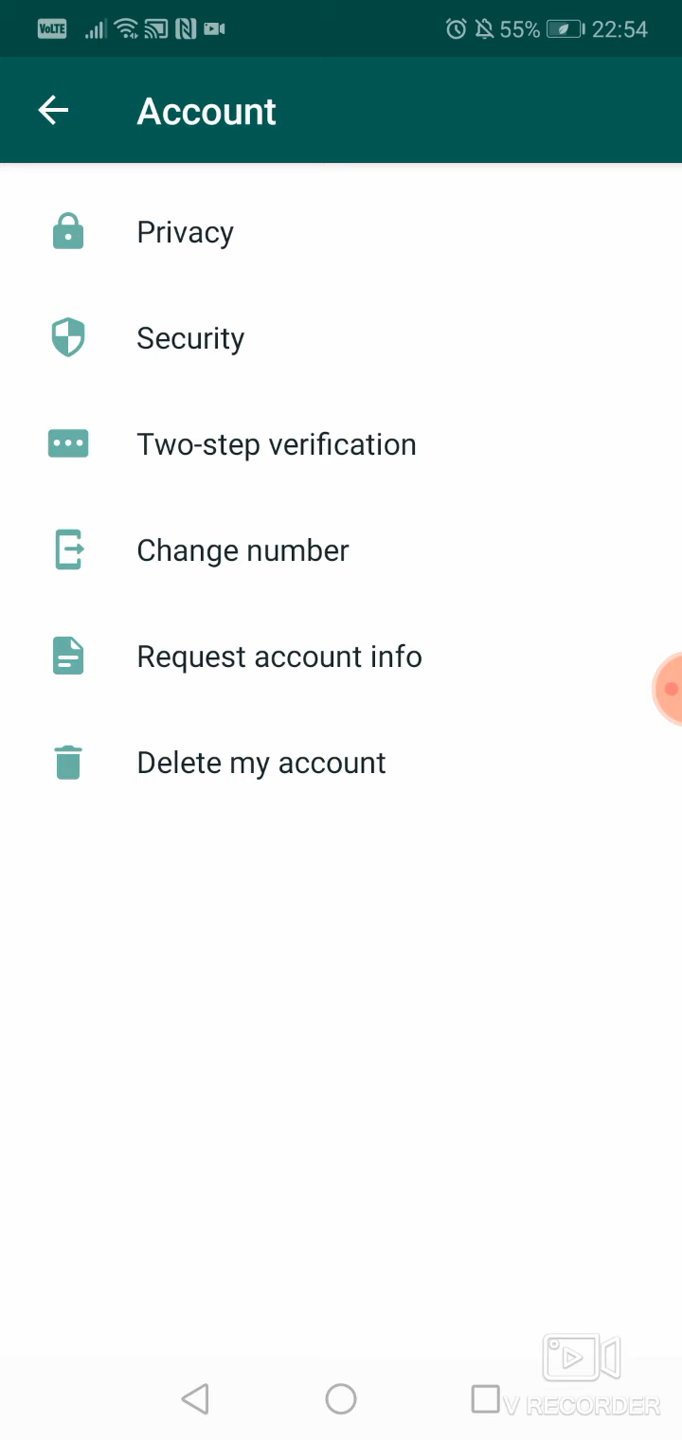 VoLTE 55% 22:54
Account
Privacy
Security
Two-step verification
Change number
Request account info
Delete my account
V RECORDER